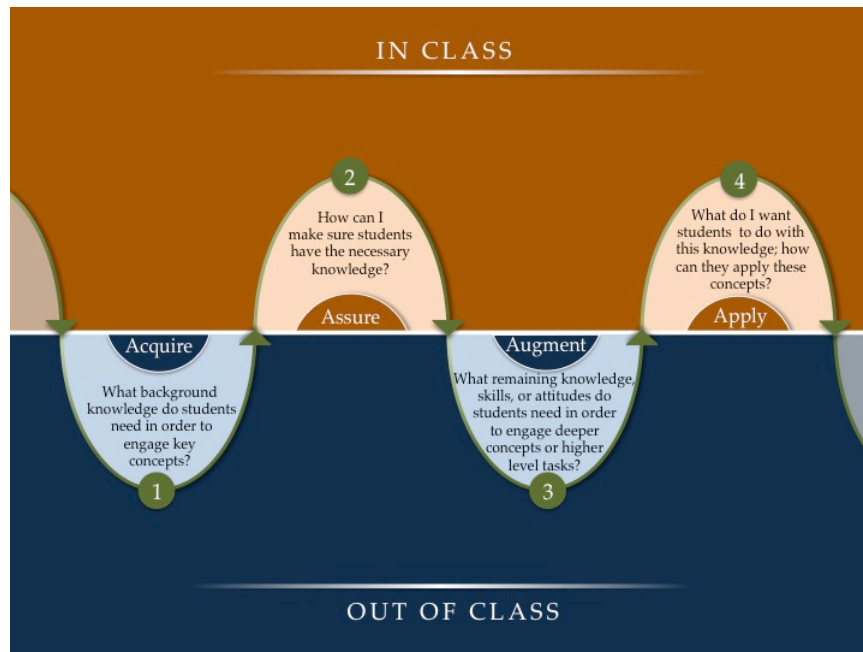 IN CLASS
2
How can I
make sure students
have the necessary
knowledge?
Assure
4
What do I want
students to do with
this knowledge; how
can they apply these
concepts?
Apply
Acquire
What background
knowledge do students
need in order to
engage key
concepts?
1
Augment
What remaining knowledge,
skills, or attitudes do
students need in order
to engage deeper
concepts or higher
level tasks?
3
OUT OF CLASS